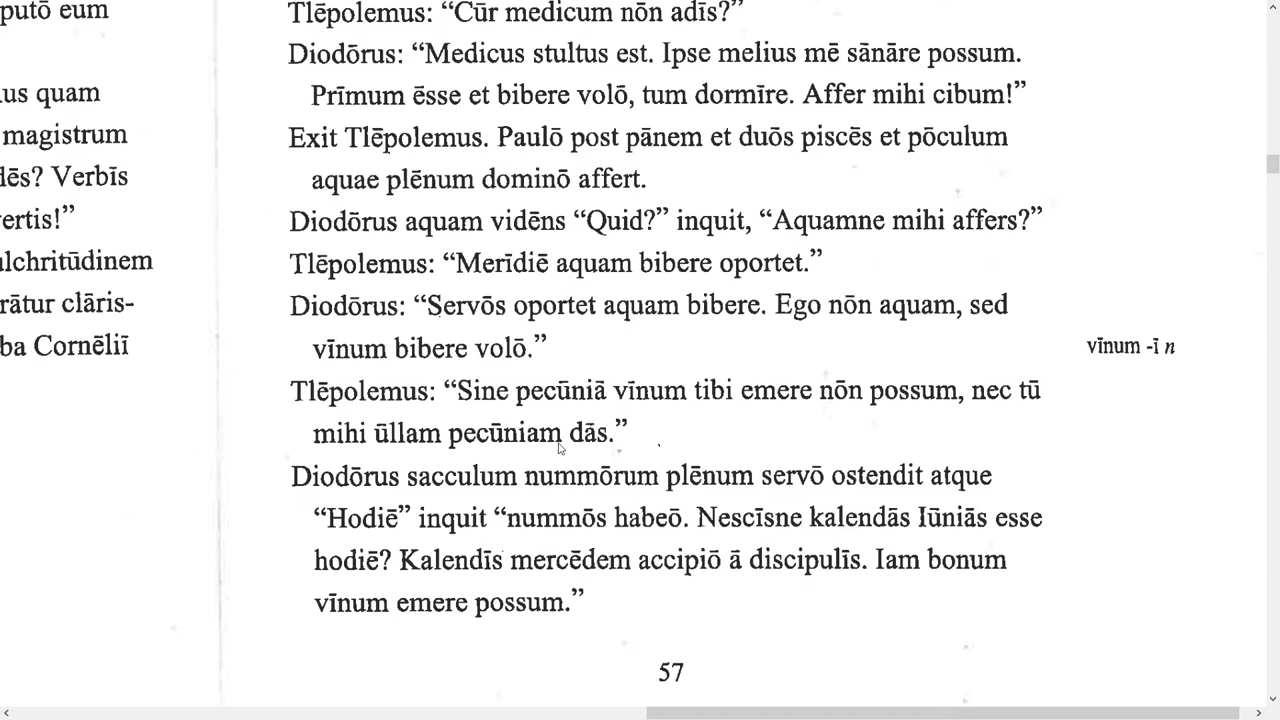 putō eum
us quam
magistrum
dēs? Verbīs
vertis!”
ulchritūdinem
rātur clāris-
ba Cornēliī
Tlēpolemus: “Cūr medicum nōn adīs?”
Diodōrus: “Medicus stultus est. Ipse melius mē sānāre possum.
Prīmum ēsse et bibere volō, tum dormīre. Affer mihi cibum!”
Exit Tlēpolemus. Paulō post pānem et duōs piscēs et pōculum
aquae plēnum dominō affert.
Diodōrus aquam vidēns “Quid?” inquit, “Aquamne mihi affers?”
Tlēpolemus: “Merīdiē aquam bibere oportet.”
Diodōrus: “Servōs oportet aquam bibere. Ego nōn aquam, sed
vīnum bibere volō.”
vīnum -ī n
Tlēpolemus: “Sine pecūniā vīnum tibi emere nōn possum, nec tū
mihi ūllam pecūniam dās.”
Diodōrus sacculum nummōrum plēnum servō ostendit atque
“Hodiē” inquit “nummōs habeō. Nescīsne kalendās Iūniās esse
hodiē? Kalendīs mercēdem accipiō ā discipulīs. Iam bonum
vīnum emere possum.”
57